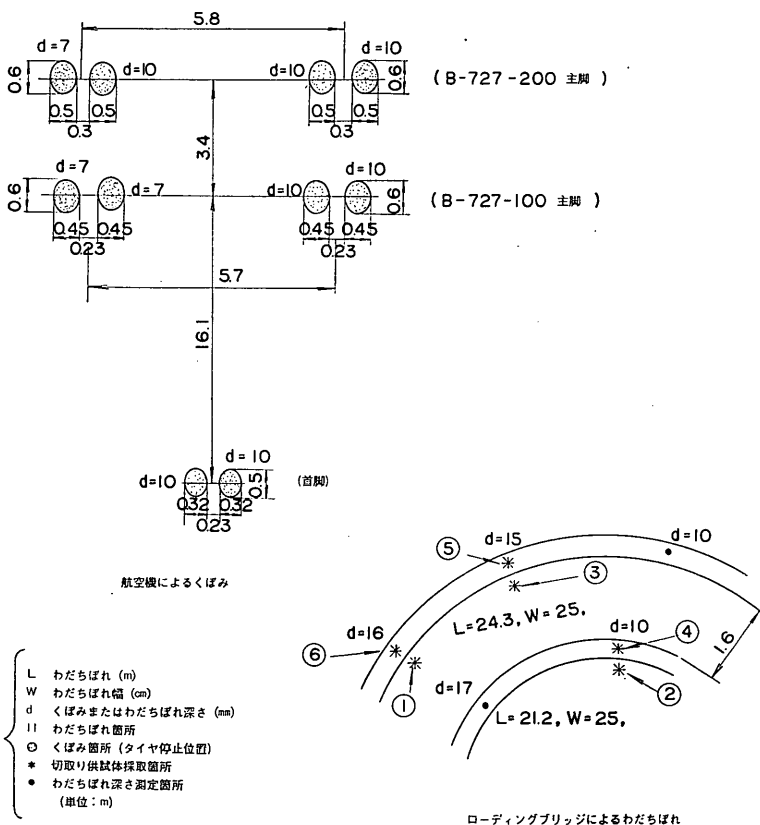 5.8
d=7
d=10
d=10
d=10
0.6
0.6
(B-727-200 主脚)
0.5
0.5
0.5
0.5
0.3
0.3
3.4
d=7
d=7
d=10
d=10
0.6
0.6
(B-727-100 主脚)
0.45
0.45
0.45
0.45
0.23
0.23
5.7
16.1
d=10
d=10
0.5
(首脚)
0.32
0.32
0.23
航空機によるくぼみ
d=15
d=10
⑤
③
L=24.3, W=25,
d=16
d=10
④
⑥
1.6
①
d=17
②
L=21.2, W=25,
L わだちぼれ (m)
W わだちぼれ幅 (cm)
d くぼみまたはわだちぼれ深さ (mm)
|| わだちぼれ箇所
くぼみ箇所 (タイヤ停止位置)
* 切取り供試体採取箇所
● わだちぼれ深さ測定箇所
(単位:m)
ローディングブリッジによるわだちぼれ